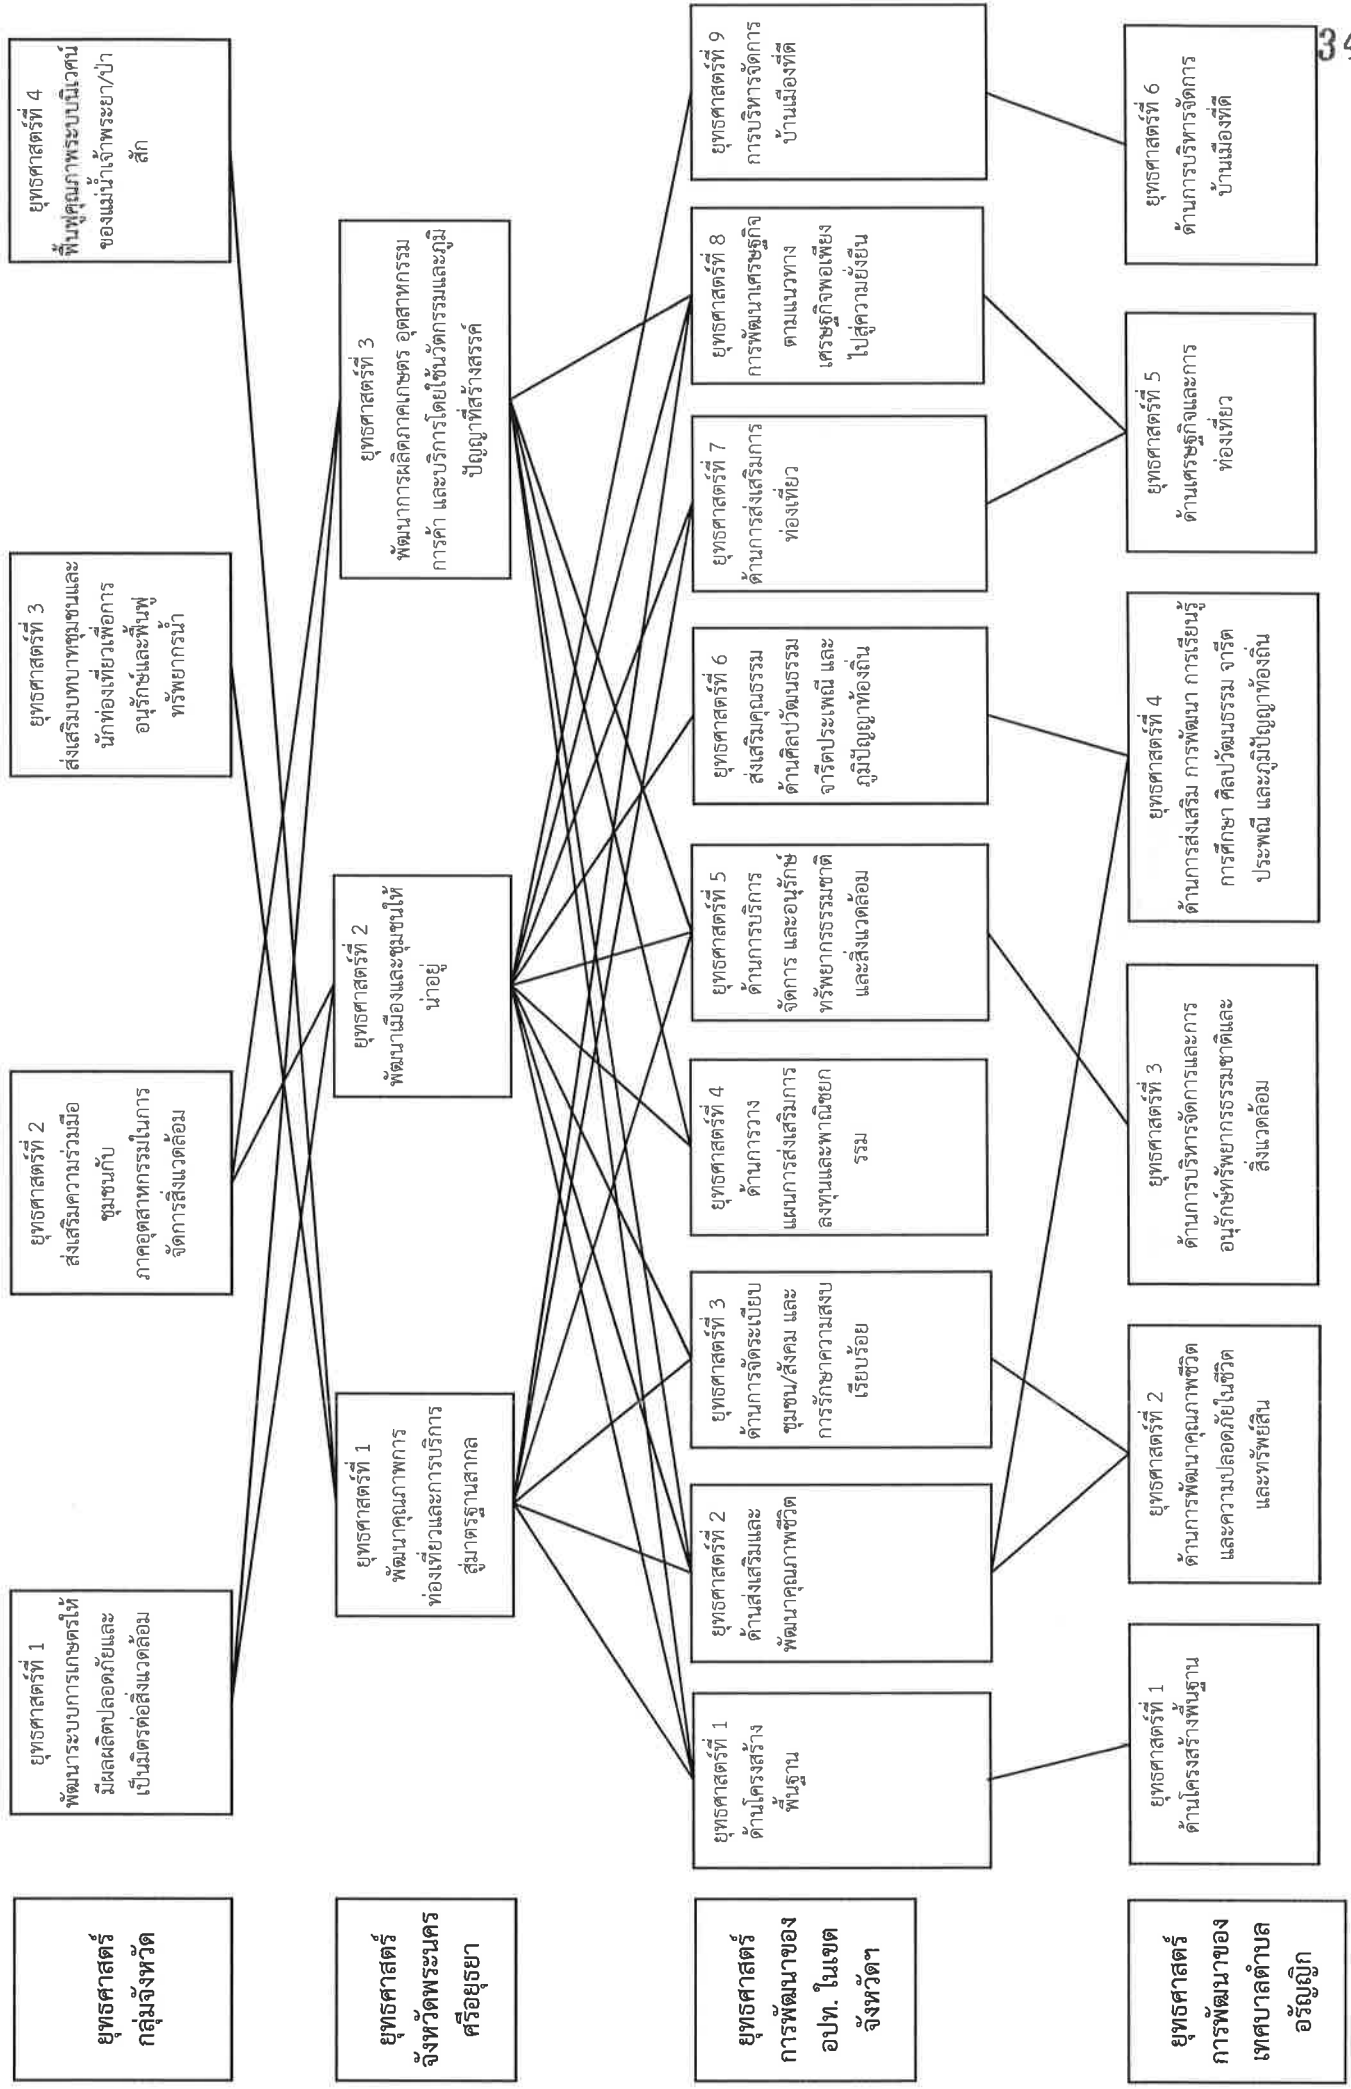 34
ยุทธศาสตร์
กลุ่มจังหวัด
ยุทธศาสตร์ที่ 1
พัฒนาระบบการเกษตรให้
มีผลผลิตปลอดภัยและ
เป็นมิตรต่อสิ่งแวดล้อม
ยุทธศาสตร์ที่ 2
ส่งเสริมความร่วมมือ
ชุมชนกับ
ภาคอุตสาหกรรมในการ
จัดการสิ่งแวดล้อม
ยุทธศาสตร์ที่ 3
ส่งเสริมบทบาทชุมชนและ
นักท่องเที่ยวเพื่อการ
อนุรักษ์และฟื้นฟู
ทรัพยากรน้ำ
ยุทธศาสตร์ที่ 4
ฟื้นฟูคุณภาพระบบนิเวศน์
ของแม่น้ำเจ้าพระยา/ป่า
สัก
ยุทธศาสตร์
จังหวัดพระนคร
ศรีอยุธยา
ยุทธศาสตร์ที่ 1
พัฒนาคุณภาพการ
ท่องเที่ยวและการบริการ
สู่มาตรฐานสากล
ยุทธศาสตร์ที่ 2
พัฒนาเมืองและชุมชนให้
น่าอยู่
ยุทธศาสตร์ที่ 3
พัฒนาการผลิตภาคเกษตร อุตสาหกรรม
การค้า และบริการโดยใช้นวัตกรรมและภูมิ
ปัญญาที่สร้างสรรค์
ยุทธศาสตร์
การพัฒนาของ
อปท. ในเขต
จังหวัดฯ
ยุทธศาสตร์ที่ 1
ด้านโครงสร้าง
พื้นฐาน
ยุทธศาสตร์ที่ 2
ด้านส่งเสริมและ
พัฒนาคุณภาพชีวิต
ยุทธศาสตร์ที่ 3
ด้านการจัดระเบียบ
ชุมชน/สังคม และ
การรักษาความสงบ
เรียบร้อย
ยุทธศาสตร์ที่ 4
ด้านการวาง
แผนการส่งเสริมการ
ลงทุนและพาณิชยก
รรม
ยุทธศาสตร์ที่ 5
ด้านการบริการ
จัดการ และอนุรักษ์
ทรัพยากรธรรมชาติ
และสิ่งแวดล้อม
ยุทธศาสตร์ที่ 6
ส่งเสริมคุณธรรม
ด้านศิลปวัฒนธรรม
จารีตประเพณี และ
ภูมิปัญญาท้องถิ่น
ยุทธศาสตร์ที่ 7
ด้านการส่งเสริมการ
ท่องเที่ยว
ยุทธศาสตร์ที่ 8
การพัฒนาเศรษฐกิจ
ตามแนวทาง
เศรษฐกิจพอเพียง
ไปสู่ความยั่งยืน
ยุทธศาสตร์ที่ 9
การบริหารจัดการ
บ้านเมืองที่ดี
ยุทธศาสตร์
การพัฒนาของ
เทศบาลตำบล
อรัญญิก
ยุทธศาสตร์ที่ 1
ด้านโครงสร้างพื้นฐาน
ยุทธศาสตร์ที่ 2
ด้านการพัฒนาคุณภาพชีวิต
และความปลอดภัยในชีวิต
และทรัพย์สิน
ยุทธศาสตร์ที่ 3
ด้านการบริหารจัดการและการ
อนุรักษ์ทรัพยากรธรรมชาติและ
สิ่งแวดล้อม
ยุทธศาสตร์ที่ 4
ด้านการส่งเสริม การพัฒนา การเรียนรู้
การศึกษา ศิลปวัฒนธรรม จารีต
ประพณี และภูมิปัญญาท้องถิ่น
ยุทธศาสตร์ที่ 5
ด้านเศรษฐกิจและการ
ท่องเที่ยว
ยุทธศาสตร์ที่ 6
ด้านการบริหารจัดการ
บ้านเมืองที่ดี